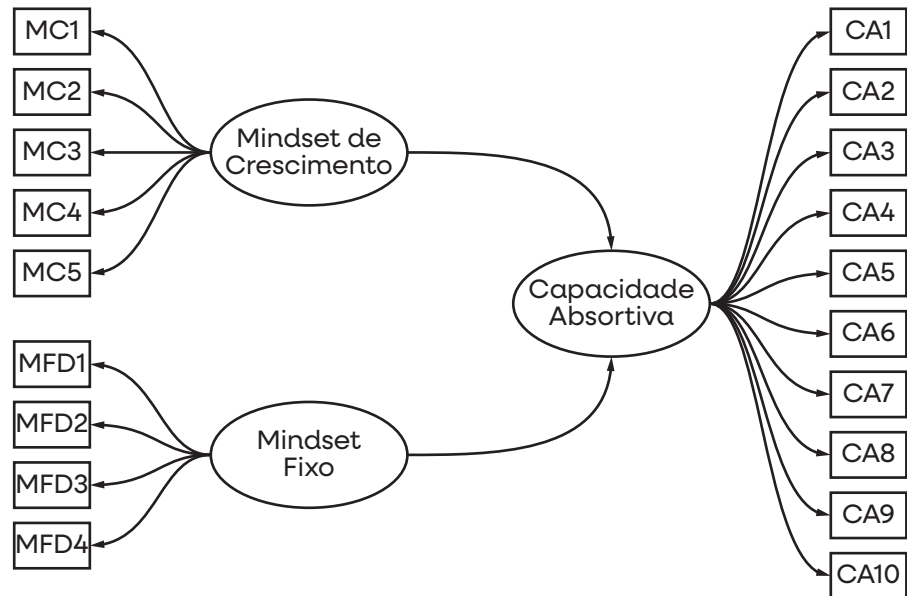 MC1
MC2
MC3
MC4
MC5
Mindset de
Crescimento
MFD1
MFD2
MFD3
MFD4
Mindset
Fixo
Capacidade
Absortiva
CA1
CA2
CA3
CA4
CA5
CA6
CA7
CA8
CA9
CA10